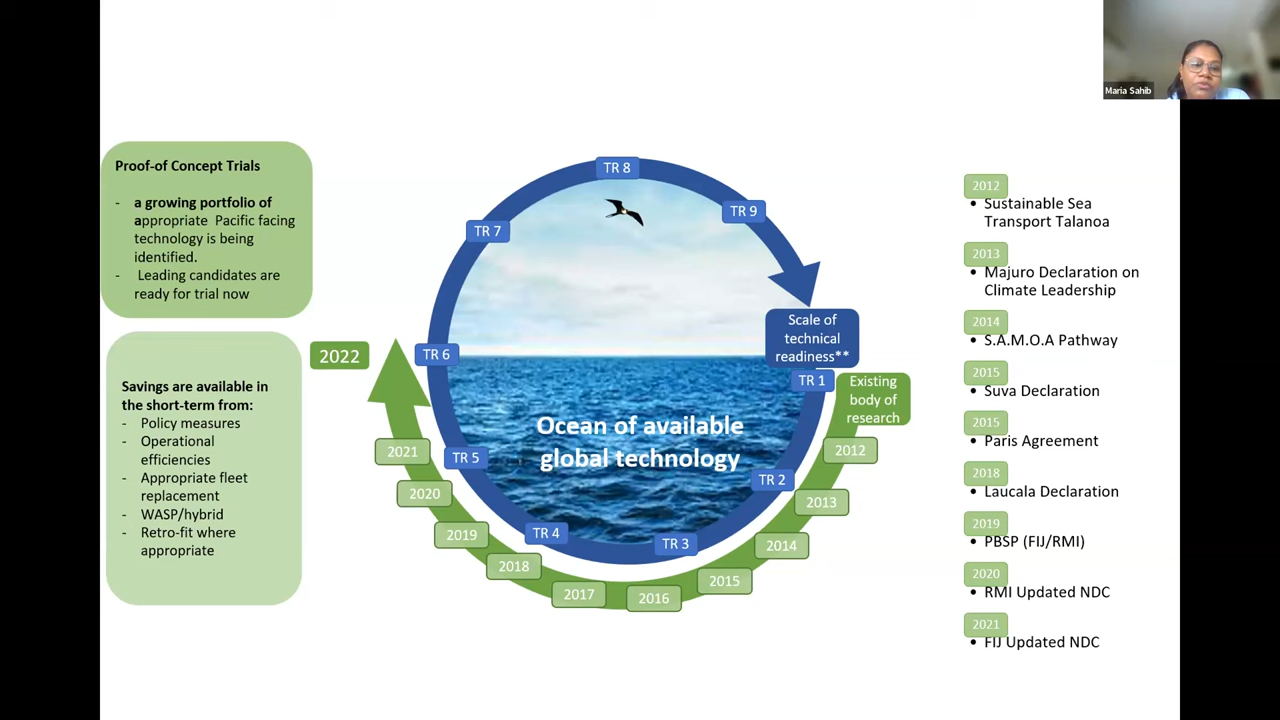 Maria Sahib
Proof-of Concept Trials
- a growing portfolio of
appropriate Pacific facing
technology is being
identified.
- Leading candidates are
ready for trial now
Savings are available in
the short-term from:
- Policy measures
- Operational
efficiencies
- Appropriate fleet
replacement
- WASP/hybrid
- Retro-fit where
appropriate
2022
2021
2020
2019
2018
2017
2016
2015
2014
2013
2012
Existing
body of
research
Scale of
technical
readiness**
TR 1
TR 2
TR 3
TR 4
TR 5
TR 6
TR 7
TR 8
TR 9
Ocean of available
global technology
2012
• Sustainable Sea
Transport Talanoa
2013
• Majuro Declaration on
Climate Leadership
2014
• S.A.M.O.A Pathway
2015
• Suva Declaration
2015
• Paris Agreement
2018
• Laucala Declaration
2019
• PBSP (FIJ/RMI)
2020
• RMI Updated NDC
2021
• FIJ Updated NDC